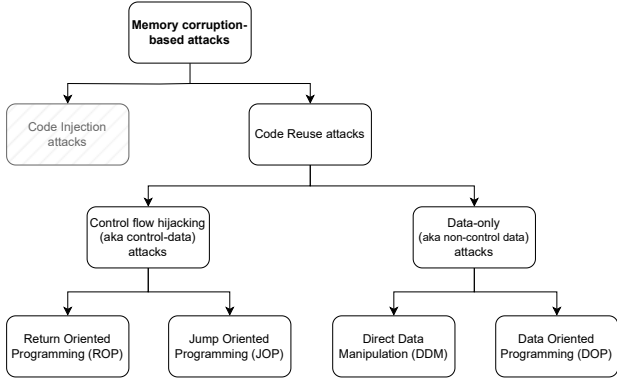 Memory corruption-
based attacks
Code Injection
attacks
Code Reuse attacks
Control flow hijacking
(aka control-data)
attacks
Data-only
(aka non-control data)
attacks
Return Oriented
Programming (ROP)
Jump Oriented
Programming (JOP)
Direct Data
Manipulation (DDM)
Data Oriented
Programming (DOP)